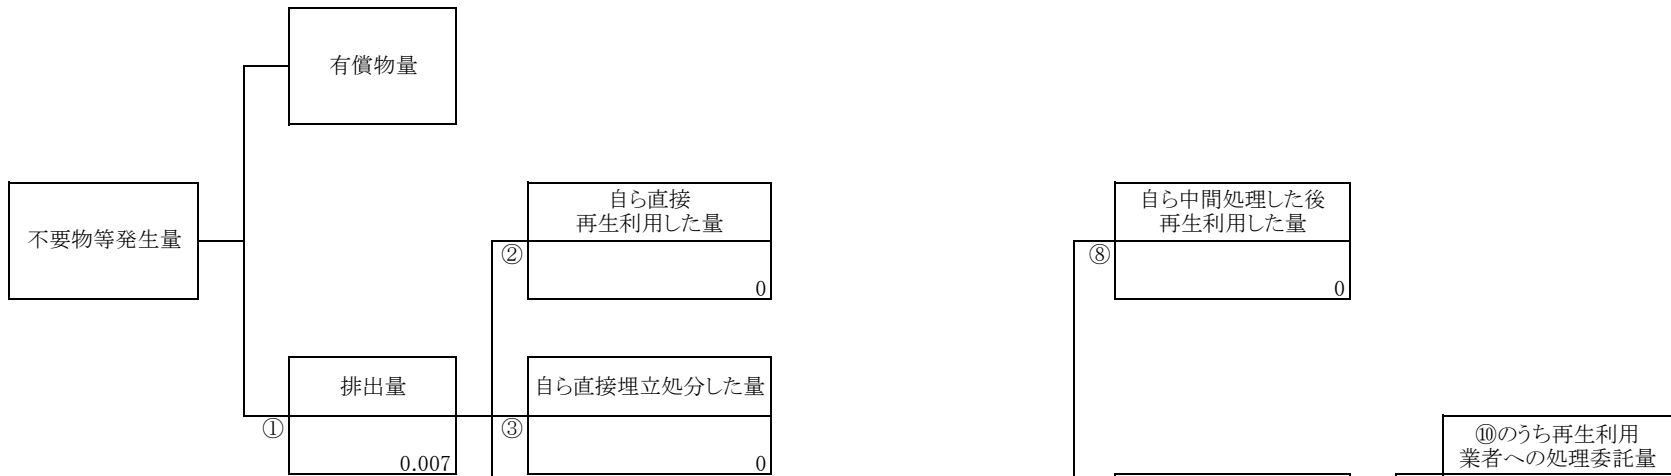 有償物量
不要物等発生量
自ら直接
再生利用した量
②
0
自ら中間処理した後
再生利用した量
⑧
0
排出量
①
0.007
自ら直接埋立処分した量
③
0
⑩のうち再生利用
業者への処理委託量